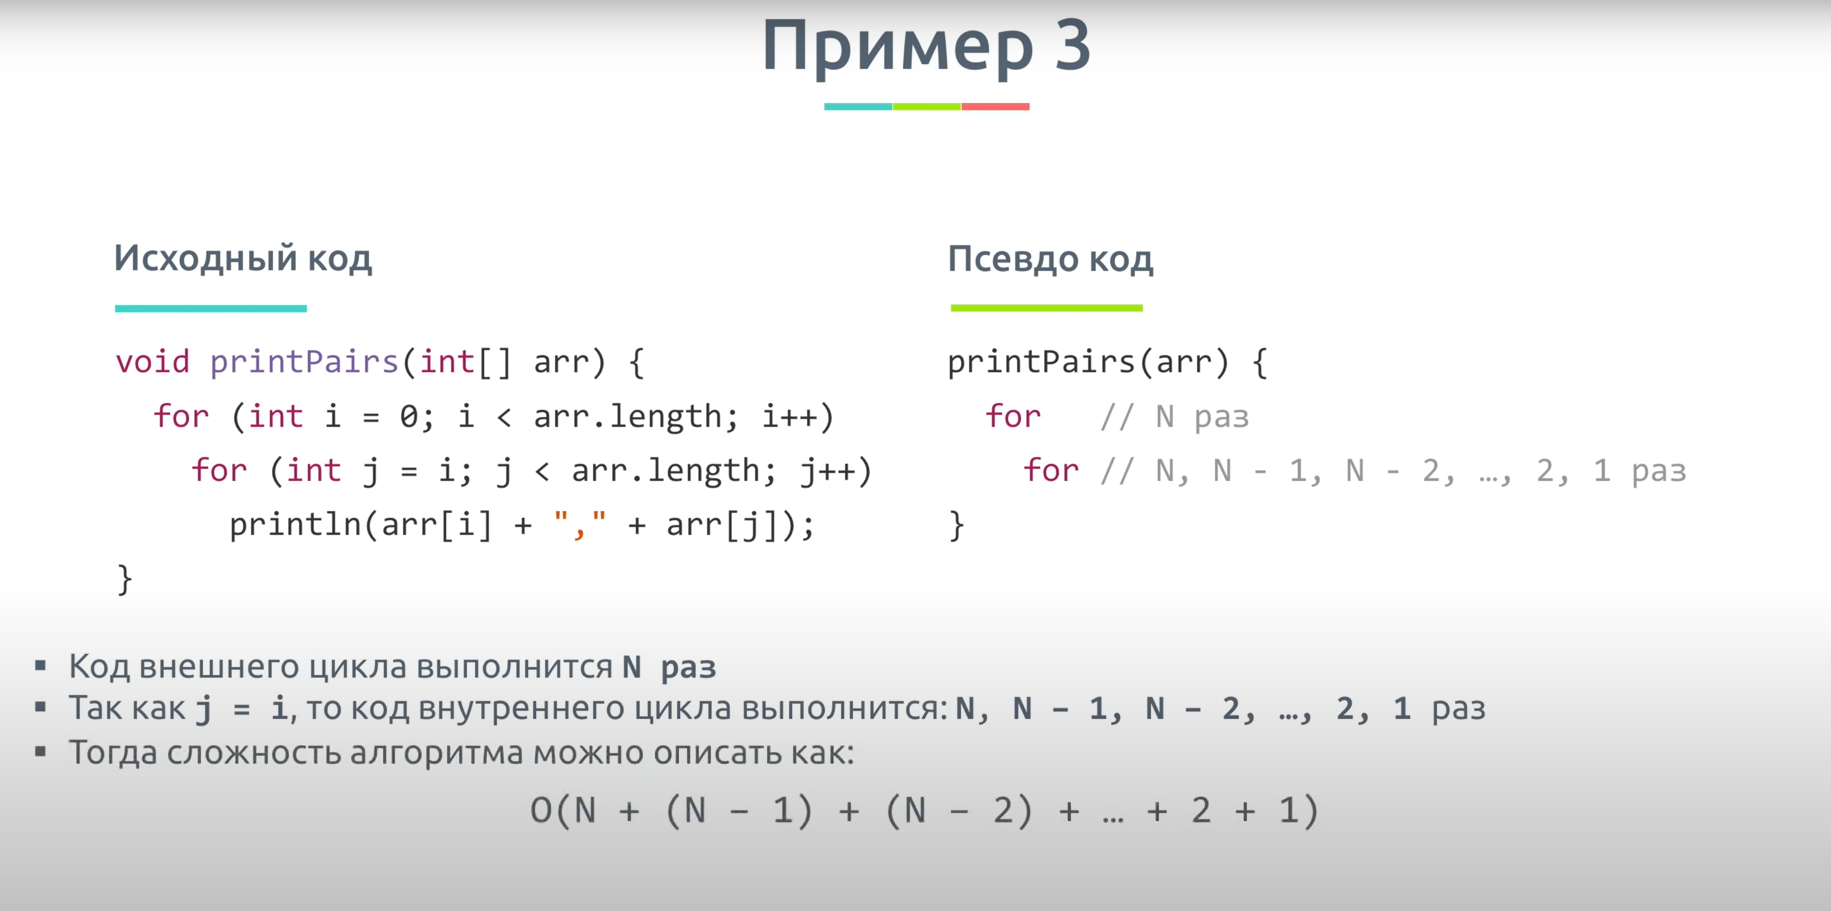 Пример 3
Исходный код
void printPairs(int[] arr) {
for (int i = 0; i < arr.length; i++)
for (int j = i; j < arr.length; j++)
println(arr[i] + "," + arr[j]);
}
Псевдо код
printPairs(arr) {
for // N раз
for // N, N - 1, N - 2, …, 2, 1 раз
}
▪ Код внешнего цикла выполнится N раз
▪ Так как j = i, то код внутреннего цикла выполнится: N, N – 1, N – 2, …, 2, 1 раз
▪ Тогда сложность алгоритма можно описать как:
O(N + (N – 1) + (N – 2) + … + 2 + 1)